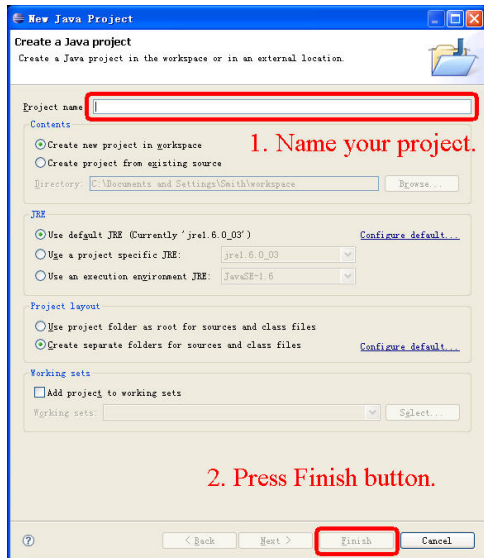 New Java Project
Create a Java project
Create a Java project in the workspace or in an external location.
Project name
Contents
Create new project in workspace
1. Name your project.
Create project from existing source
Directory: C:\Documents and Settings\Smith\workspace Browse...
JRE
Use default JRE (Currently 'jre1.6.0_03') Configure default...
Use a project specific JRE: jre1.6.0_03
Use an execution environment JRE: JavaSE-1.6
Project layout
Use project folder as root for sources and class files
Create separate folders for sources and class files Configure default...
Working sets
Add project to working sets
Working sets: Select...
2. Press Finish button.
? < Back Next > Finish Cancel